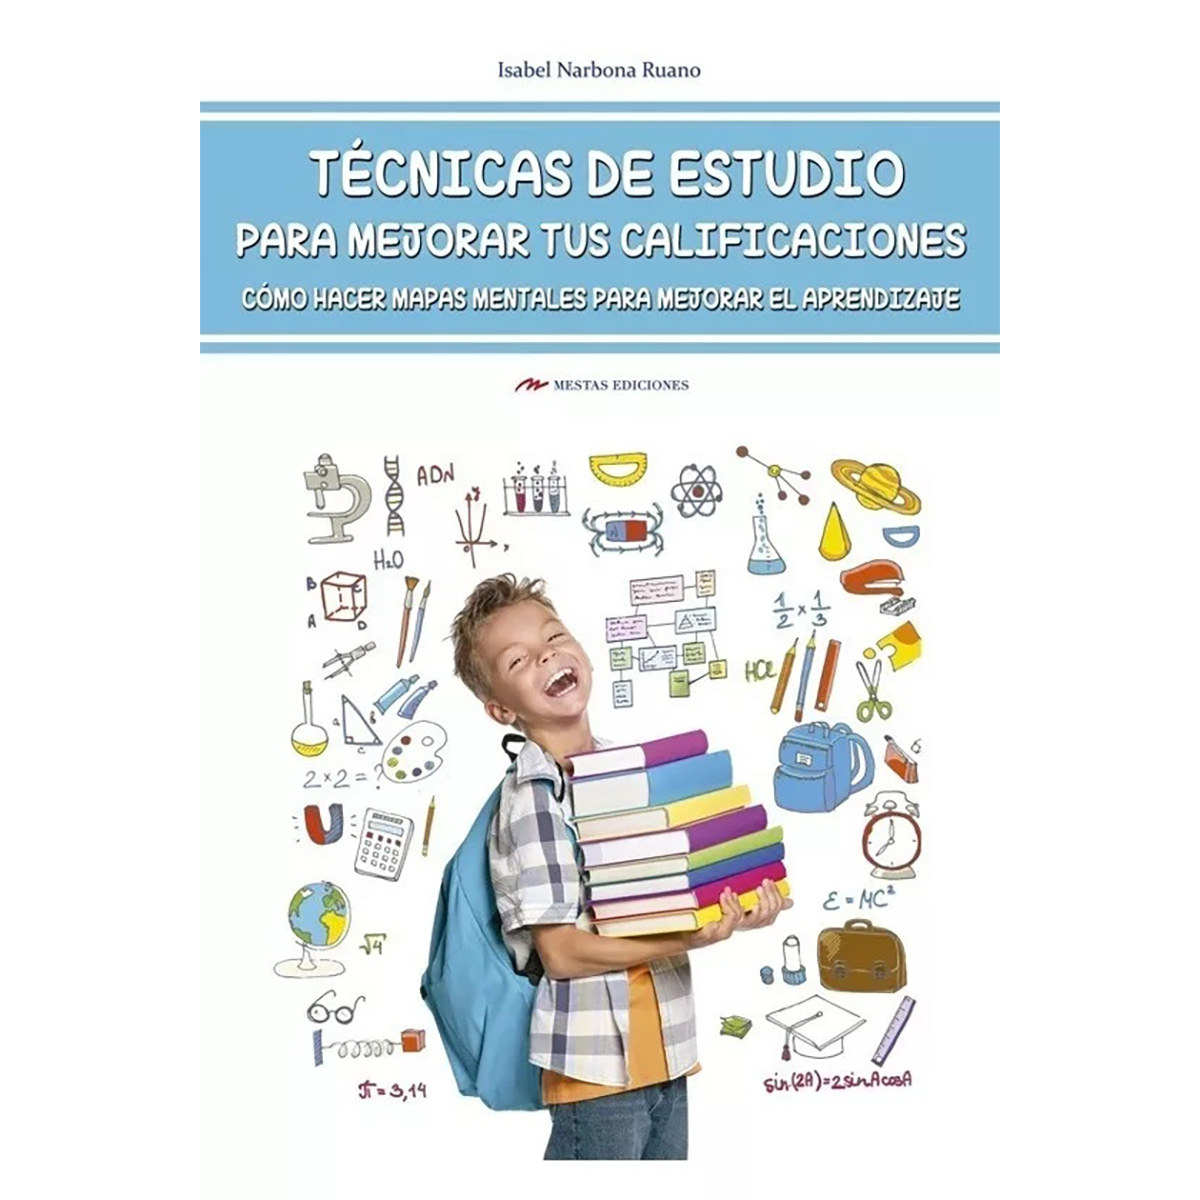 Isabel Narbona Ruano
TÉCNICAS DE ESTUDIO
PARA MEJORAR TUS CALIFICACIONES
CÓMO HACER MAPAS MENTALES PARA MEJORAR EL APRENDIZAJE
MESTAS EDICIONES
ADN
y
x
H2O
N
B
C
A
D
1/2 x 1/3
HCl
a
b
c
2 x 2 = ?
√4
E = MC²
π = 3,14
sin(2A)=2sinAcosA